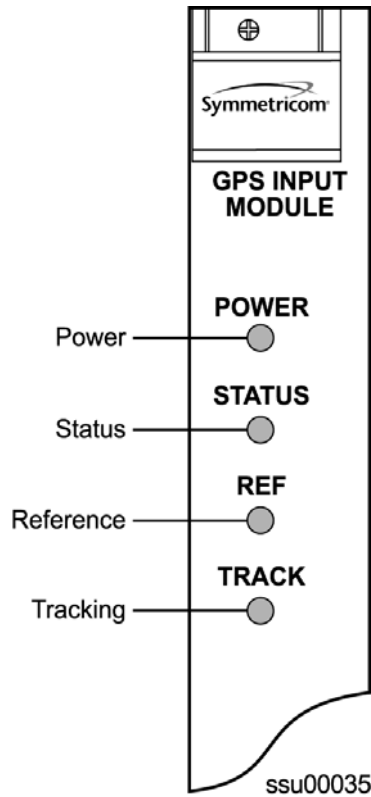 Symmetricom
GPS INPUT
MODULE
POWER
Power
STATUS
Status
REF
Reference
TRACK
Tracking
ssu00035